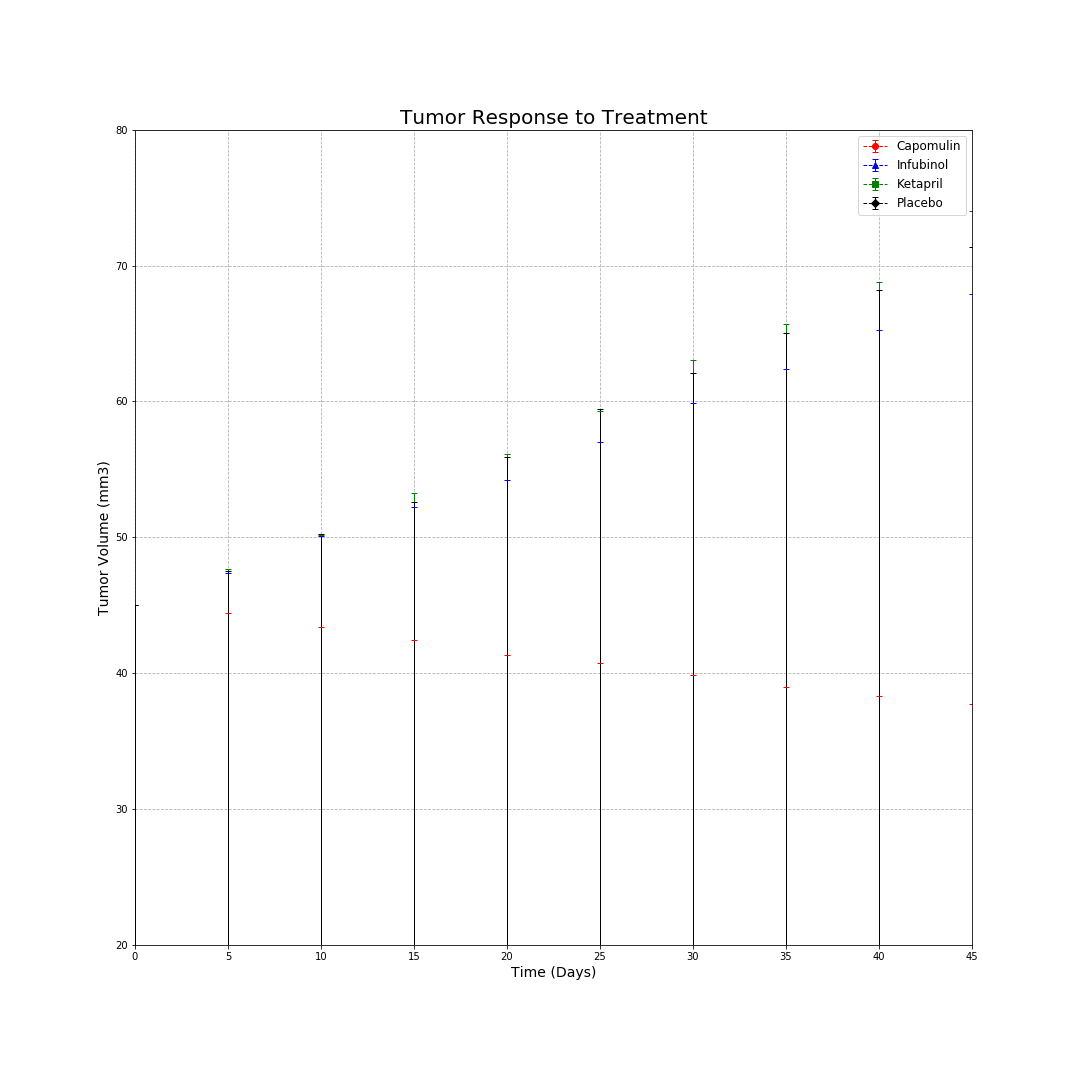 Tumor Response to Treatment
Capomulin
Infubinol
Ketapril
Placebo
Tumor Volume (mm3)
80
70
60
50
40
30
20
0 5 10 15 20 25 30 35 40 45
Time (Days)